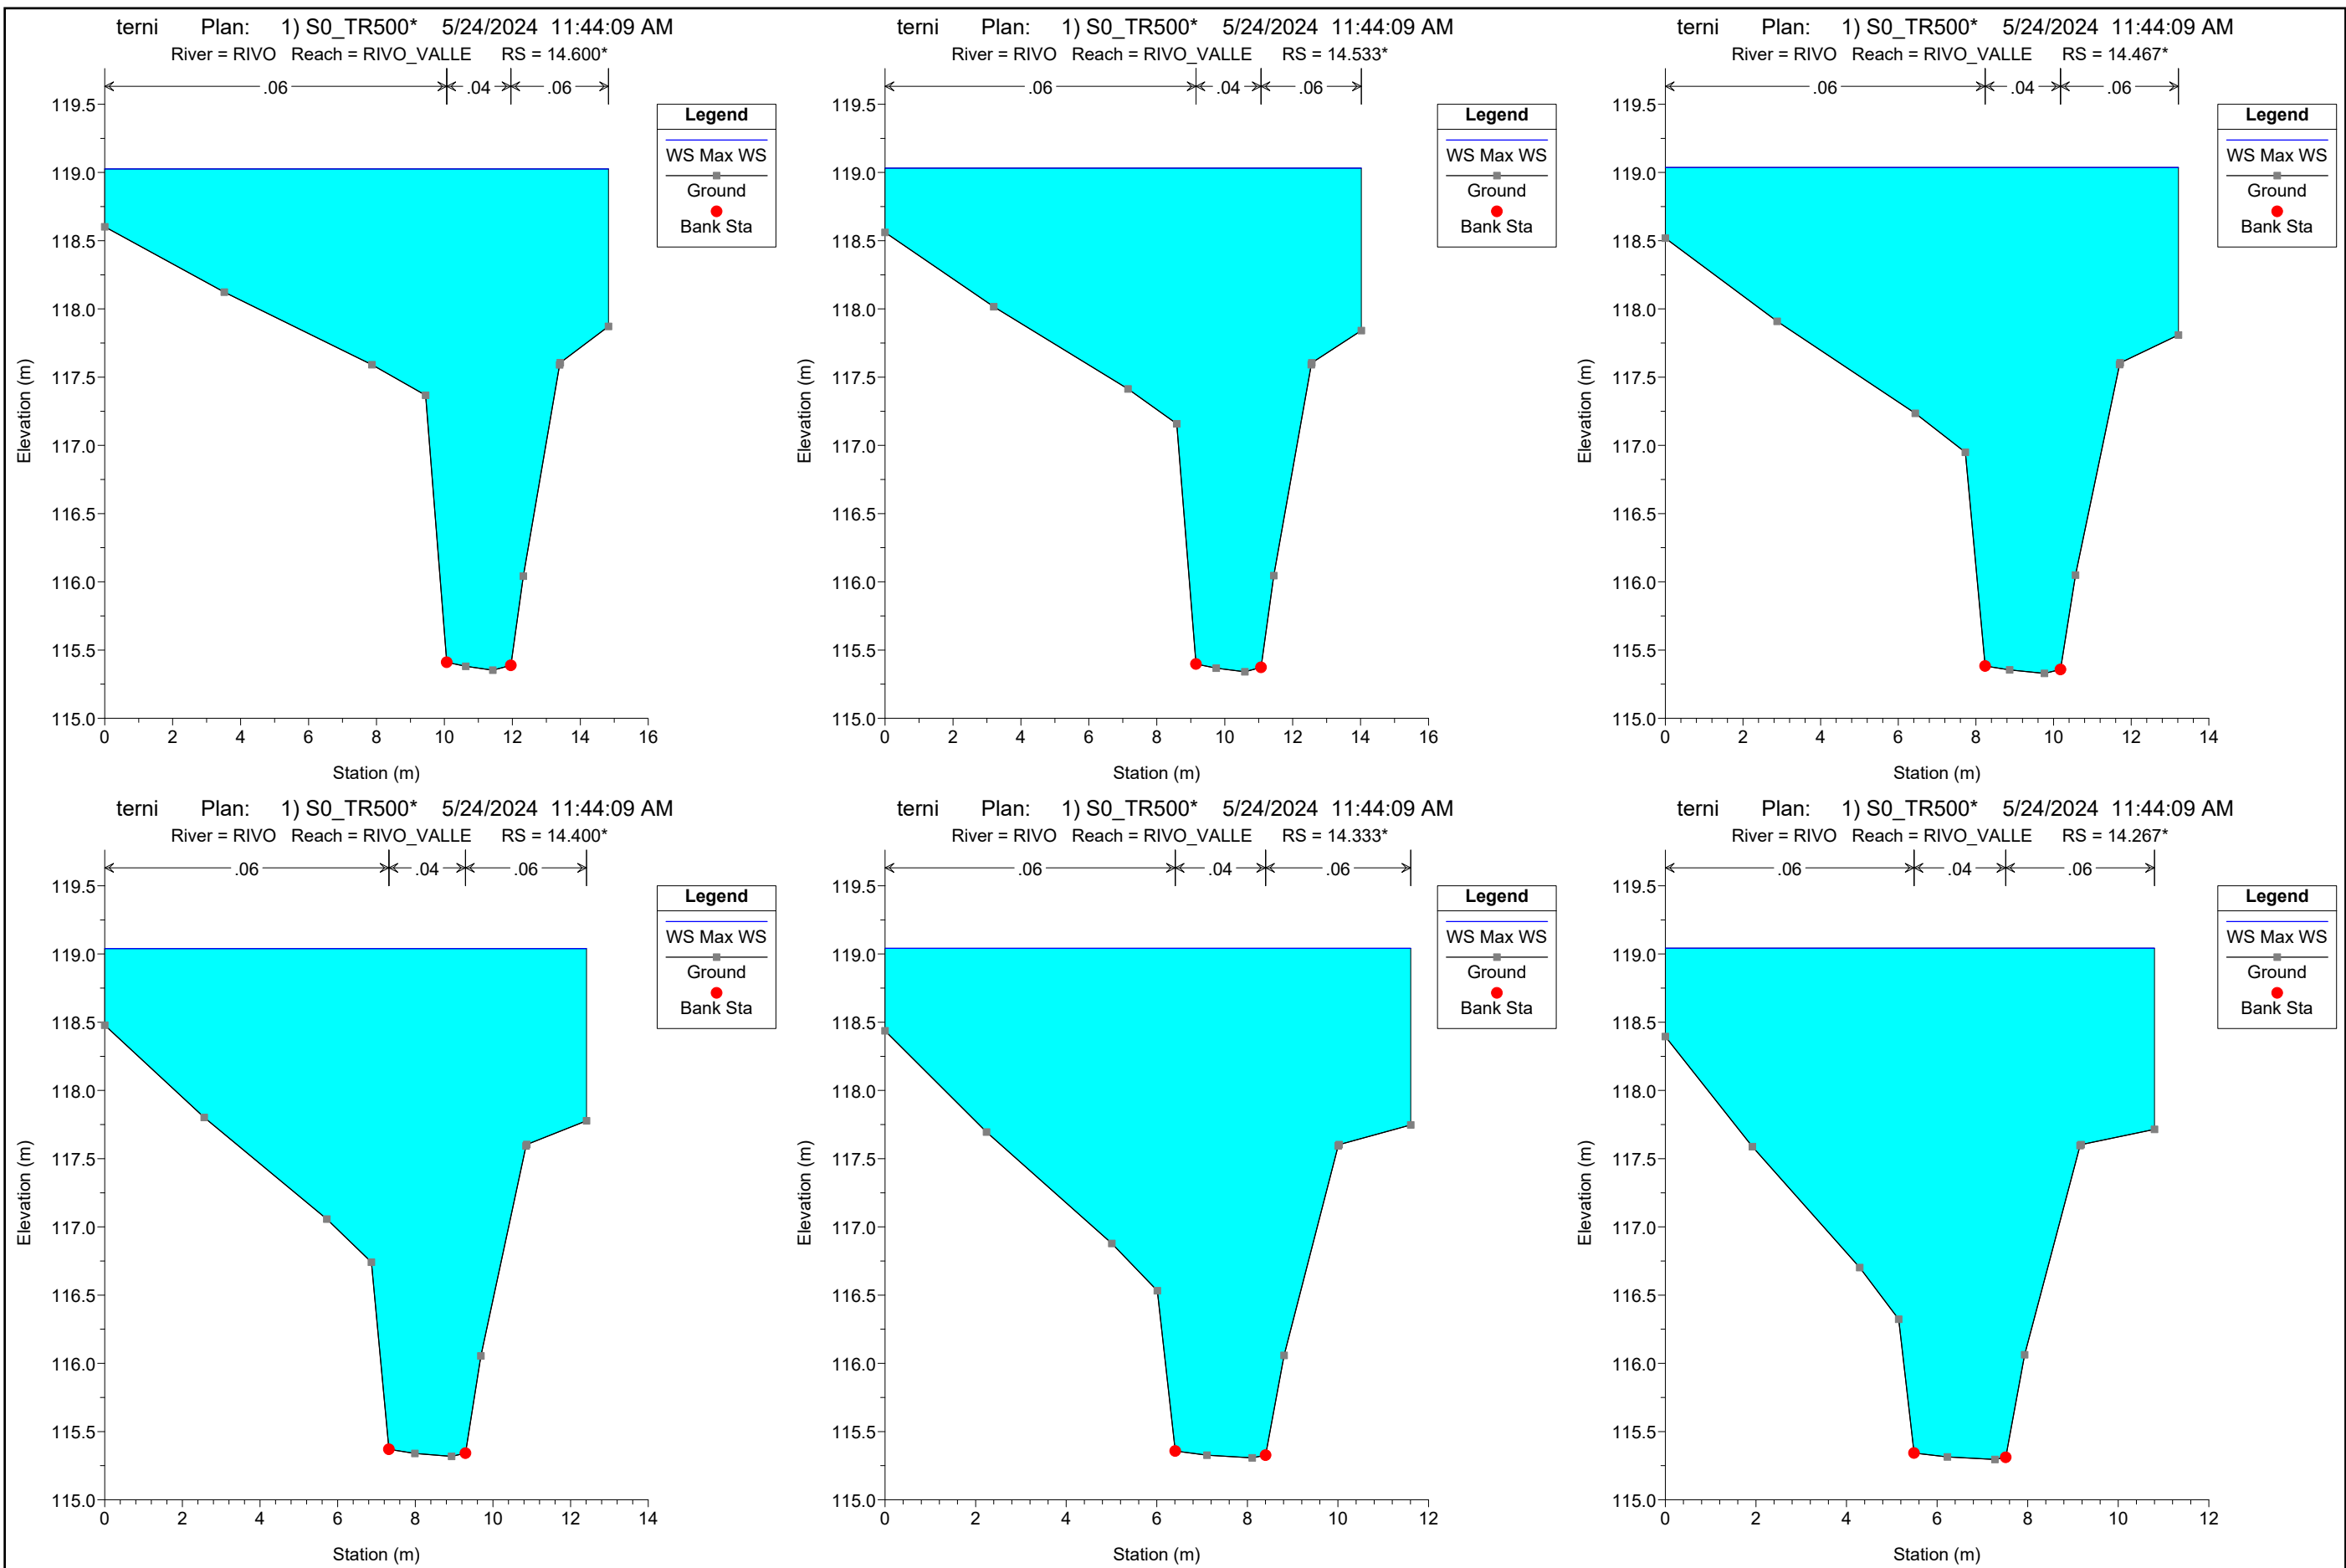 terni Plan: 1) S0_TR500* 5/24/2024 11:44:09 AM
River = RIVO Reach = RIVO_VALLE RS = 14.600*
.06 .04 .06
Legend
WS Max WS
Ground
Bank Sta
119.5
119.0
118.5
118.0
117.5
117.0
116.5
116.0
115.5
115.0
Elevation (m)
0 2 4 6 8 10 12 14 16
Station (m)
terni Plan: 1) S0_TR500* 5/24/2024 11:44:09 AM
River = RIVO Reach = RIVO_VALLE RS = 14.533*
.06 .04 .06
Legend
WS Max WS
Ground
Bank Sta
119.5
119.0
118.5
118.0
117.5
117.0
116.5
116.0
115.5
115.0
Elevation (m)
0 2 4 6 8 10 12 14 16
Station (m)
terni Plan: 1) S0_TR500* 5/24/2024 11:44:09 AM
River = RIVO Reach = RIVO_VALLE RS = 14.467*
.06 .04 .06
Legend
WS Max WS
Ground
Bank Sta
119.5
119.0
118.5
118.0
117.5
117.0
116.5
116.0
115.5
115.0
Elevation (m)
0 2 4 6 8 10 12 14
Station (m)
terni Plan: 1) S0_TR500* 5/24/2024 11:44:09 AM
River = RIVO Reach = RIVO_VALLE RS = 14.400*
.06 .04 .06
Legend
WS Max WS
Ground
Bank Sta
119.5
119.0
118.5
118.0
117.5
117.0
116.5
116.0
115.5
115.0
Elevation (m)
0 2 4 6 8 10 12 14
Station (m)
terni Plan: 1) S0_TR500* 5/24/2024 11:44:09 AM
River = RIVO Reach = RIVO_VALLE RS = 14.333*
.06 .04 .06
Legend
WS Max WS
Ground
Bank Sta
119.5
119.0
118.5
118.0
117.5
117.0
116.5
116.0
115.5
115.0
Elevation (m)
0 2 4 6 8 10 12
Station (m)
terni Plan: 1) S0_TR500* 5/24/2024 11:44:09 AM
River = RIVO Reach = RIVO_VALLE RS = 14.267*
.06 .04 .06
Legend
WS Max WS
Ground
Bank Sta
119.5
119.0
118.5
118.0
117.5
117.0
116.5
116.0
115.5
115.0
Elevation (m)
0 2 4 6 8 10 12
Station (m)